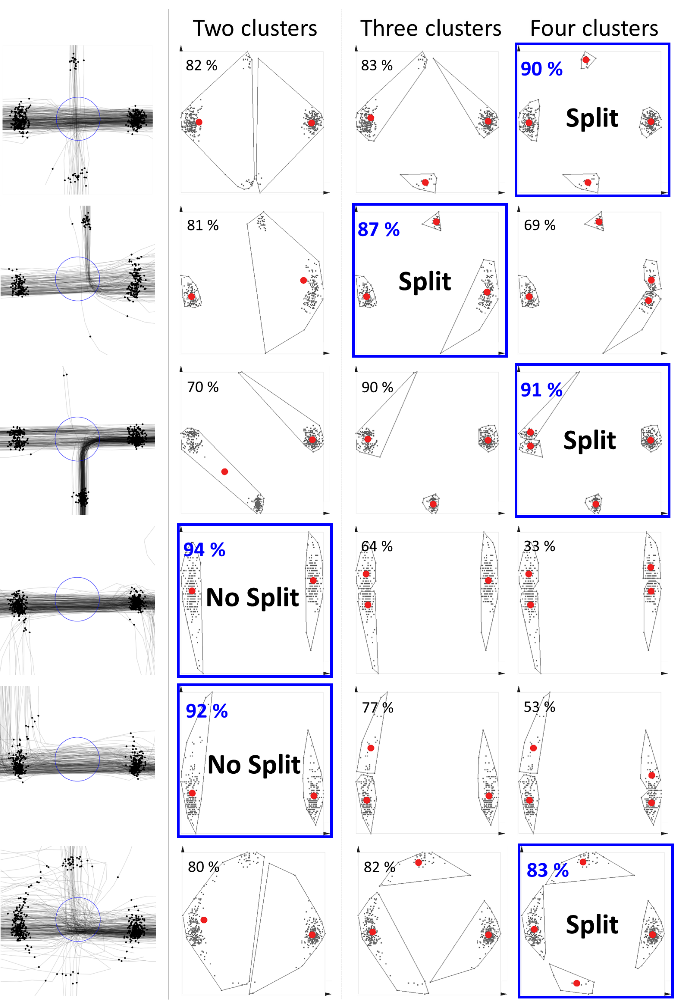 Two clusters
Three clusters
Four clusters
82 %
83 %
90 %
Split
81 %
87 %
Split
69 %
70 %
90 %
91 %
Split
94 %
No Split
64 %
33 %
92 %
No Split
77 %
53 %
80 %
82 %
83 %
Split